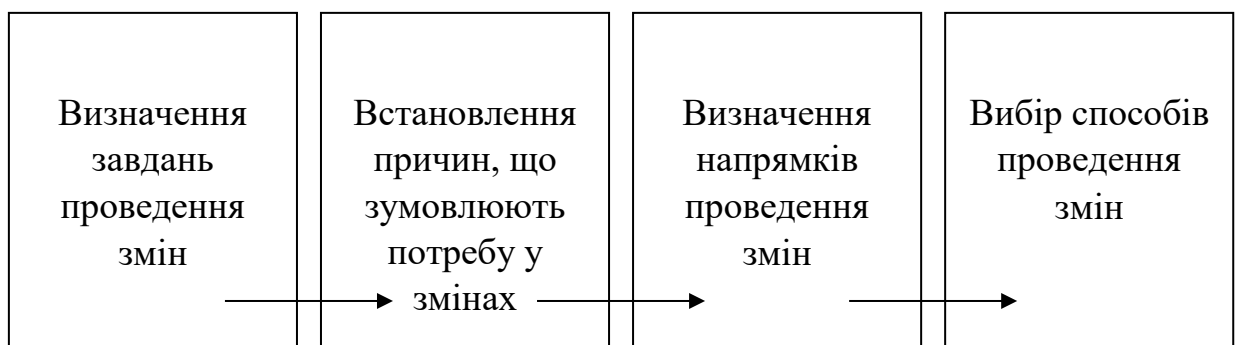 Визначення
завдань
проведення
змін
Встановлення
причин, що
зумовлюють
потребу у
змінах
Визначення
напрямків
проведення
змін
Вибір способів
проведення
змін